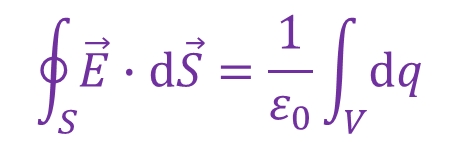 ∮_S E⃗ · dS⃗ = 1/ε₀ ∫_V dq